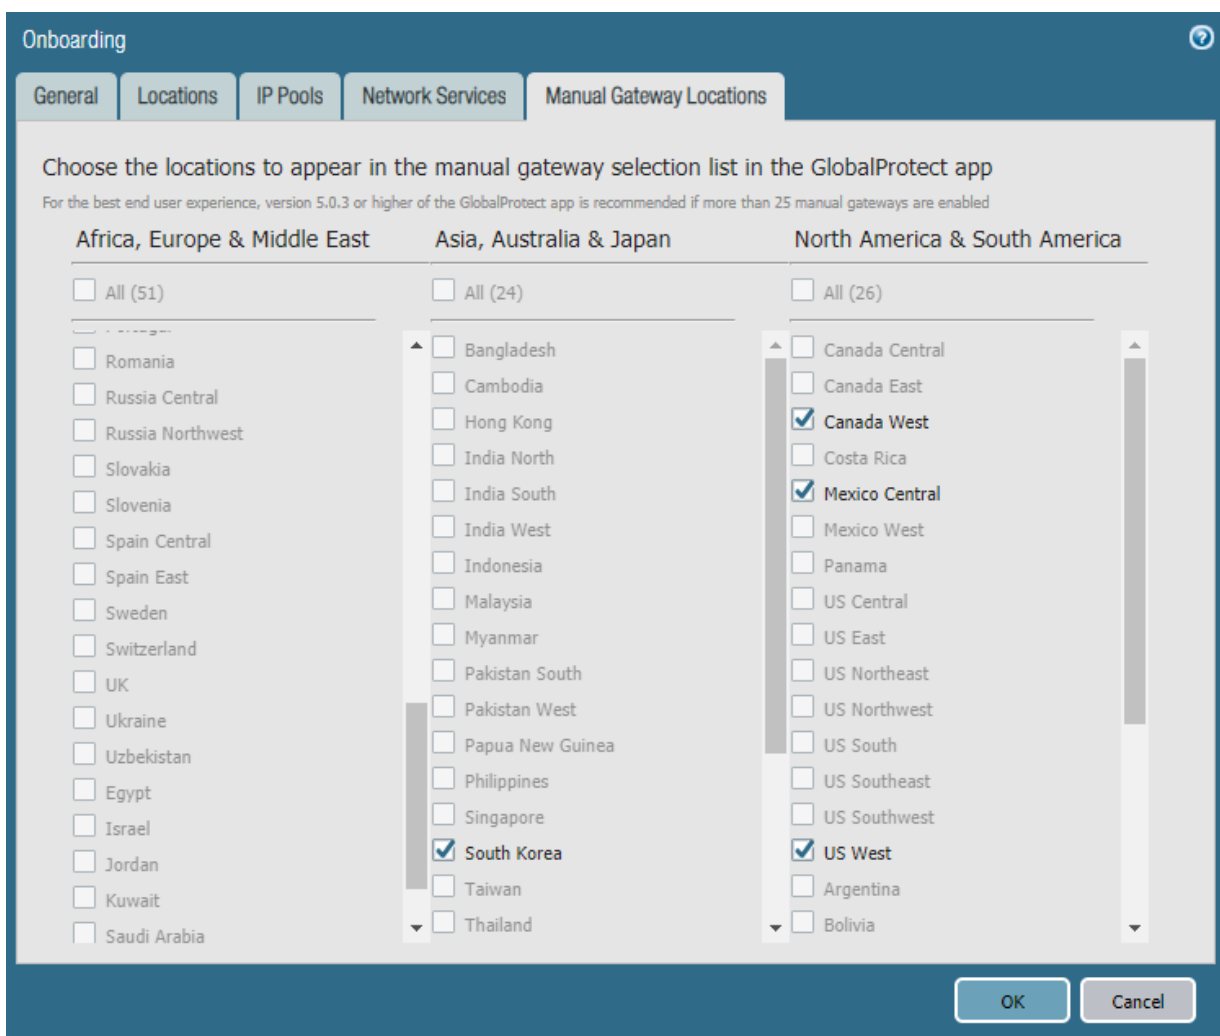 Onboarding
General
Locations
IP Pools
Network Services
Manual Gateway Locations
Choose the locations to appear in the manual gateway selection list in the GlobalProtect app
For the best end user experience, version 5.0.3 or higher of the GlobalProtect app is recommended if more than 25 manual gateways are enabled
Africa, Europe & Middle East
All (51)
Romania
Russia Central
Russia Northwest
Slovakia
Slovenia
Spain Central
Spain East
Sweden
Switzerland
UK
Ukraine
Uzbekistan
Egypt
Israel
Jordan
Kuwait
Saudi Arabia
Asia, Australia & Japan
All (24)
Bangladesh
Cambodia
Hong Kong
India North
India South
India West
Indonesia
Malaysia
Myanmar
Pakistan South
Pakistan West
Papua New Guinea
Philippines
Singapore
South Korea
Taiwan
Thailand
North America & South America
All (26)
Canada Central
Canada East
Canada West
Costa Rica
Mexico Central
Mexico West
Panama
US Central
US East
US Northeast
US Northwest
US South
US Southeast
US Southwest
US West
Argentina
Bolivia
OK
Cancel